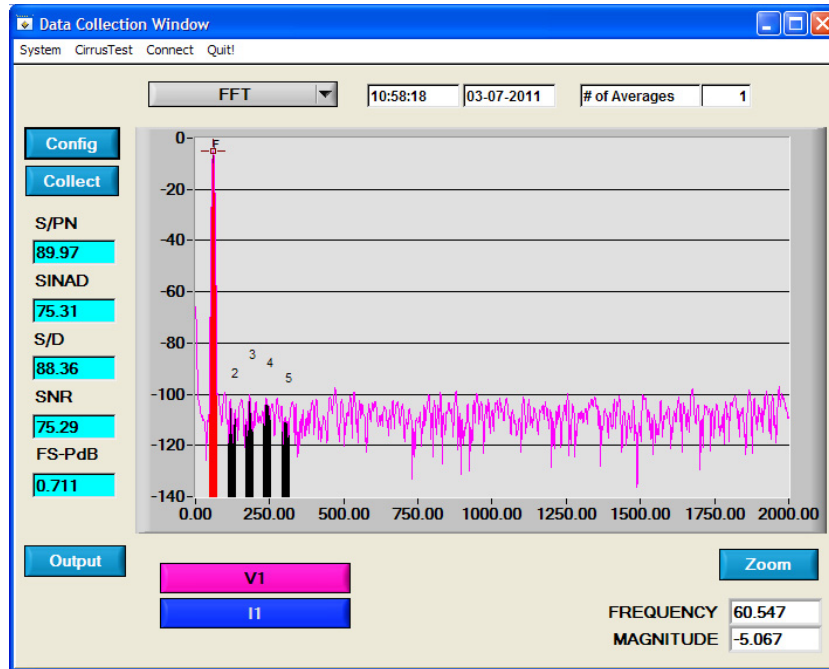 Data Collection Window
System CirrusTest Connect Quit!
FFT 10:58:18 03-07-2011 # of Averages 1
Config
Collect
S/PN
89.97
SINAD
75.31
S/D
88.36
SNR
75.29
FS-PdB
0.711
Output
0
-20
-40
-60
-80
-100
-120
-140
F
2
3
4
5
0.00 250.00 500.00 750.00 1000.00 1250.00 1500.00 1750.00 2000.00
V1
I1
Zoom
FREQUENCY 60.547
MAGNITUDE -5.067